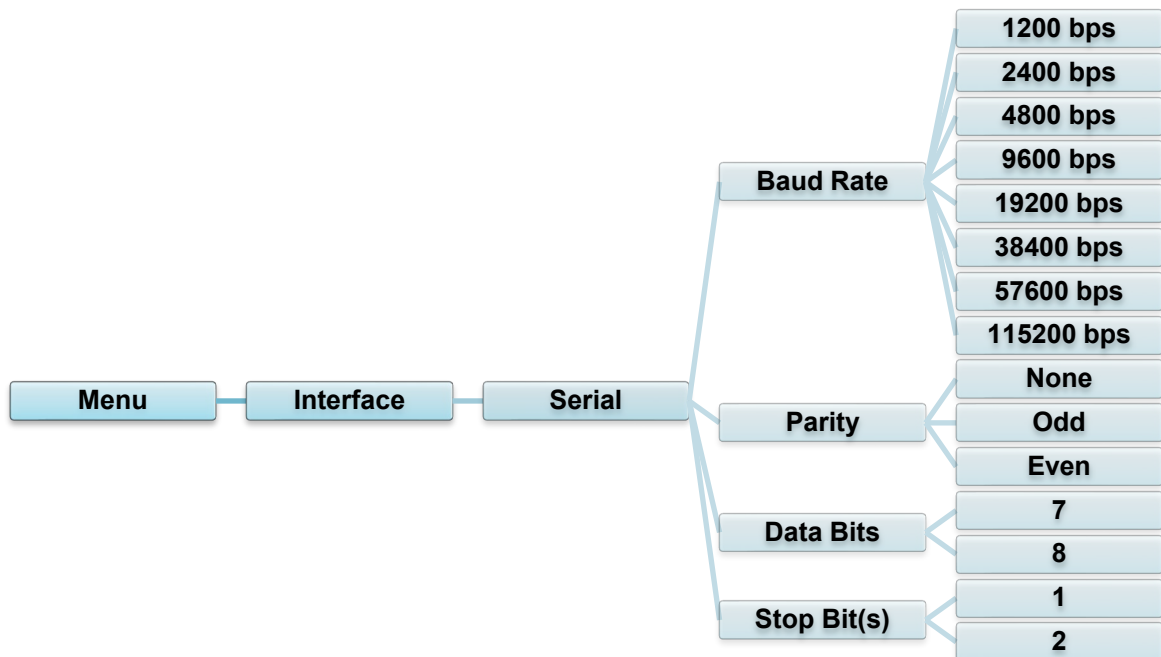 Menu
Interface
Serial
Baud Rate
1200 bps
2400 bps
4800 bps
9600 bps
19200 bps
38400 bps
57600 bps
115200 bps
Parity
None
Odd
Even
Data Bits
7
8
Stop Bit(s)
1
2